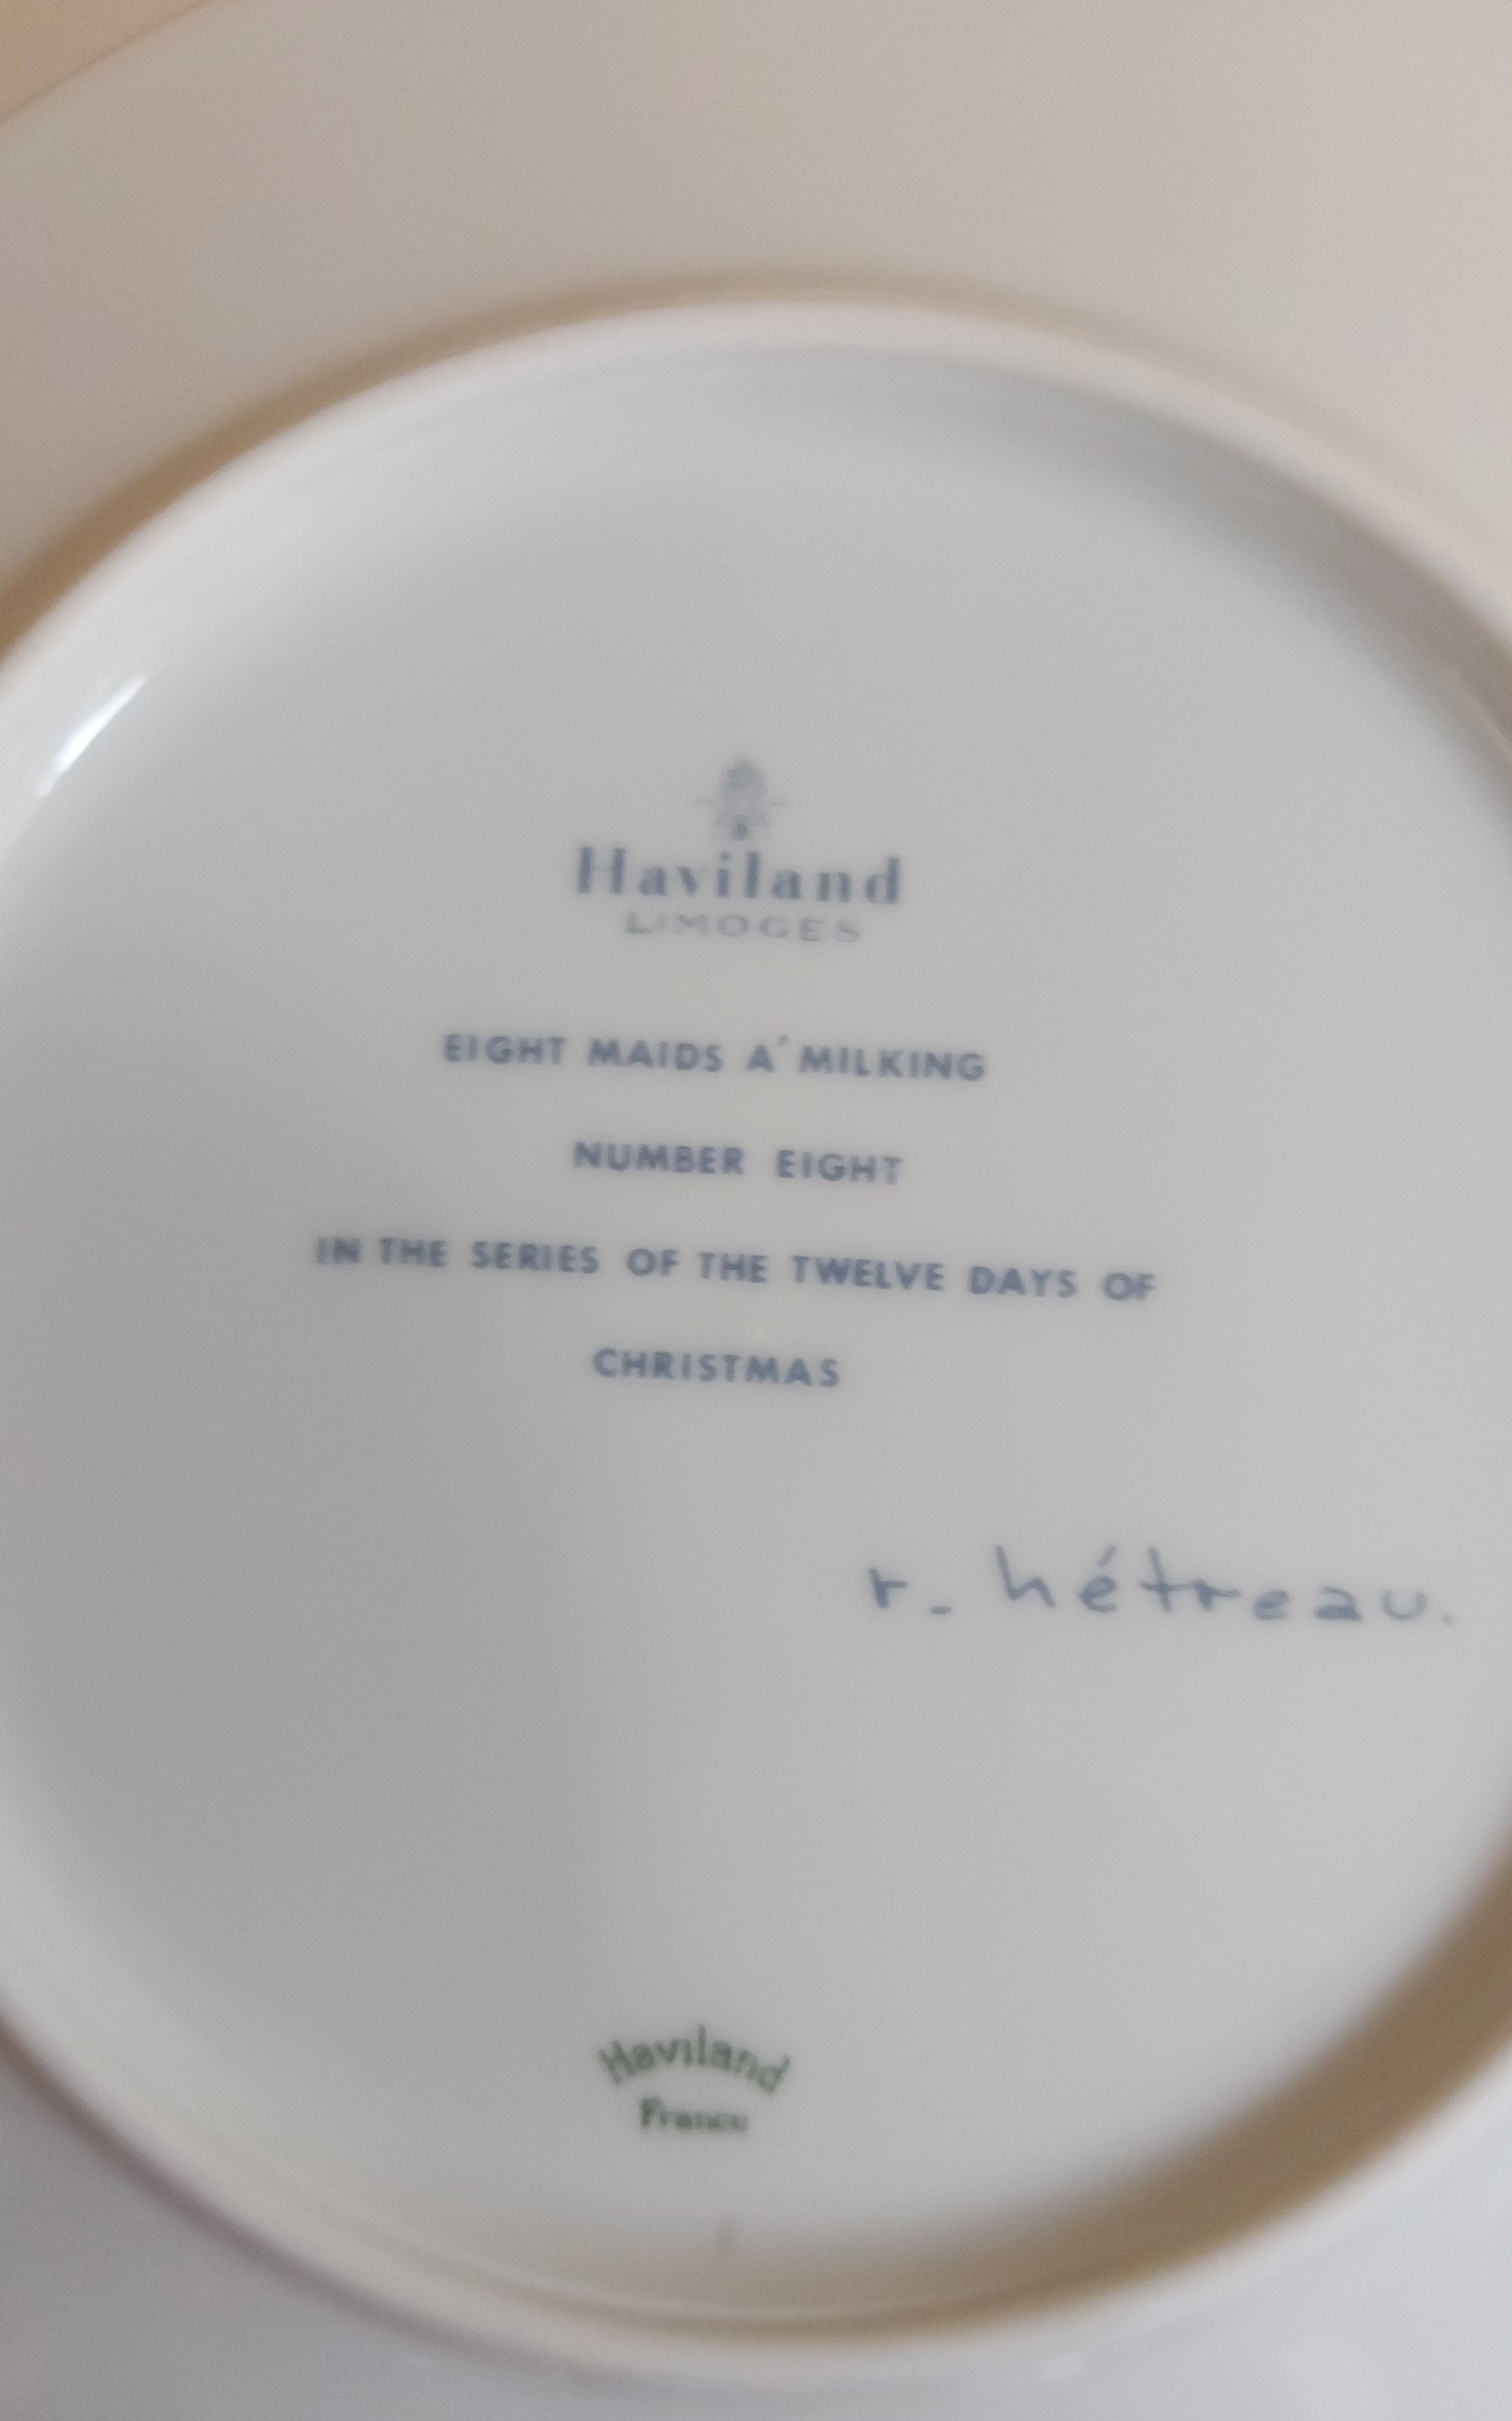 Haviland
LIMOGES
EIGHT MAIDS A´MILKING
NUMBER EIGHT
IN THE SERIES OF THE TWELVE DAYS OF
CHRISTMAS
r. hétreau.
Haviland
France